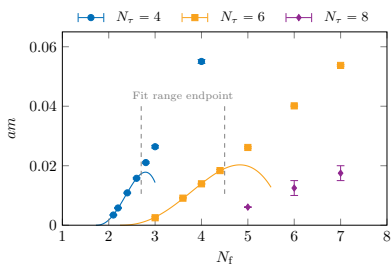 N_τ = 4 N_τ = 6 N_τ = 8
0.06
0.04
0.02
0
am
Fit range endpoint
1 2 3 4 5 6 7 8
N_f